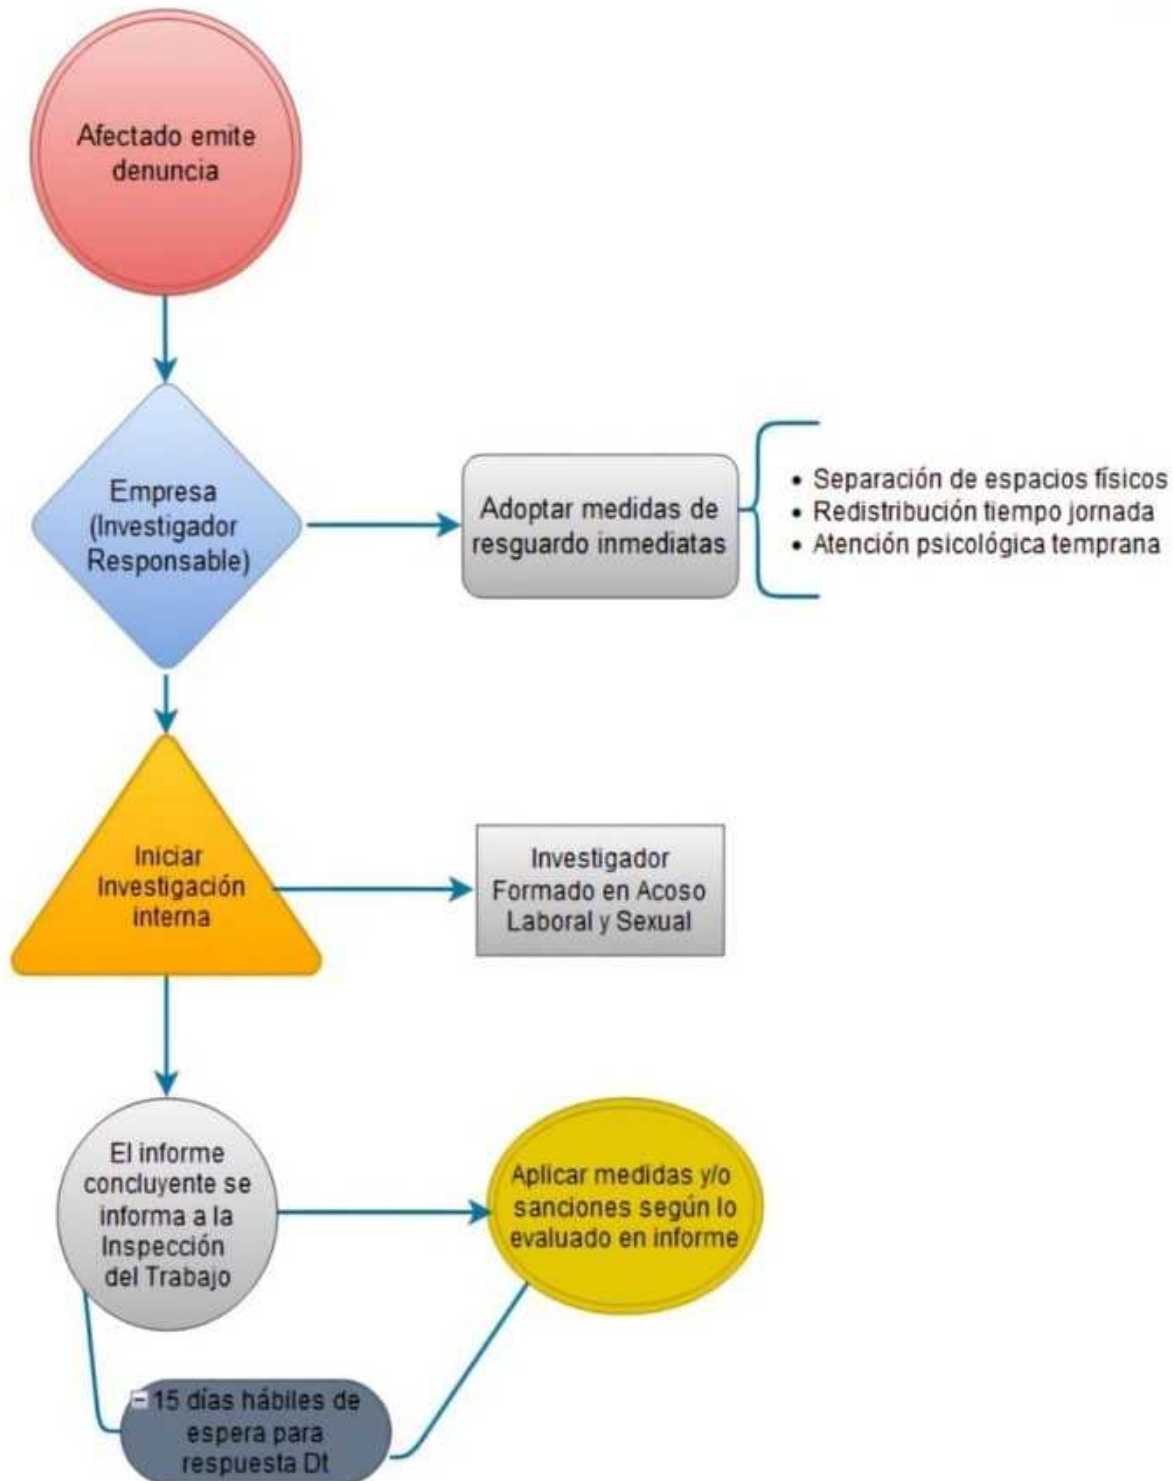 Afectado emite
denuncia
Empresa
(Investigador
Responsable)
Adoptar medidas de
resguardo inmediatas
• Separación de espacios físicos
• Redistribución tiempo jornada
• Atención psicológica temprana
Iniciar
Investigación
interna
Investigador
Formado en Acoso
Laboral y Sexual
El informe
concluyente se
informa a la
Inspección
del Trabajo
Aplicar medidas y/o
sanciones según lo
evaluado en informe
15 días hábiles de
espera para
respuesta Dt